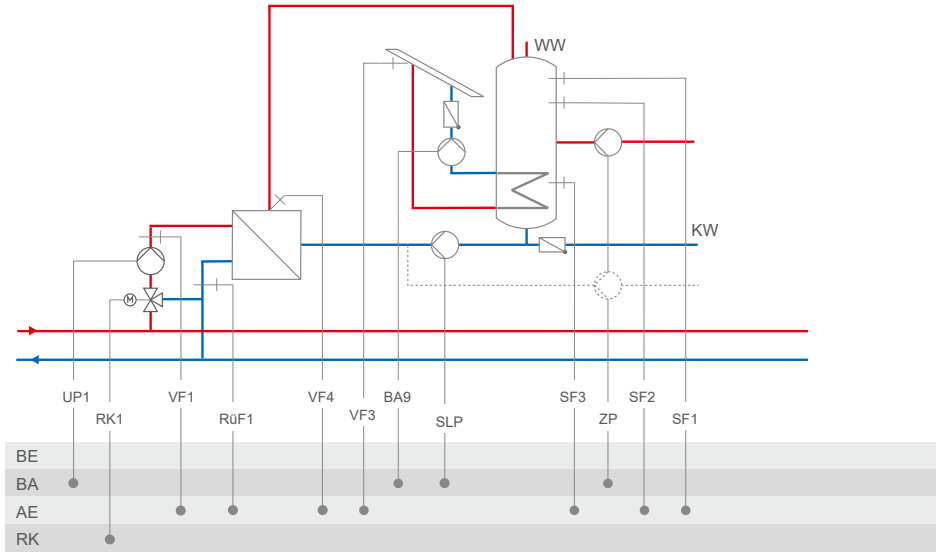 WW
KW
M
UP1
VF1
VF4
BA9
SF3
SF2
RK1
RüF1
VF3
SLP
ZP
SF1
BE
BA
AE
RK